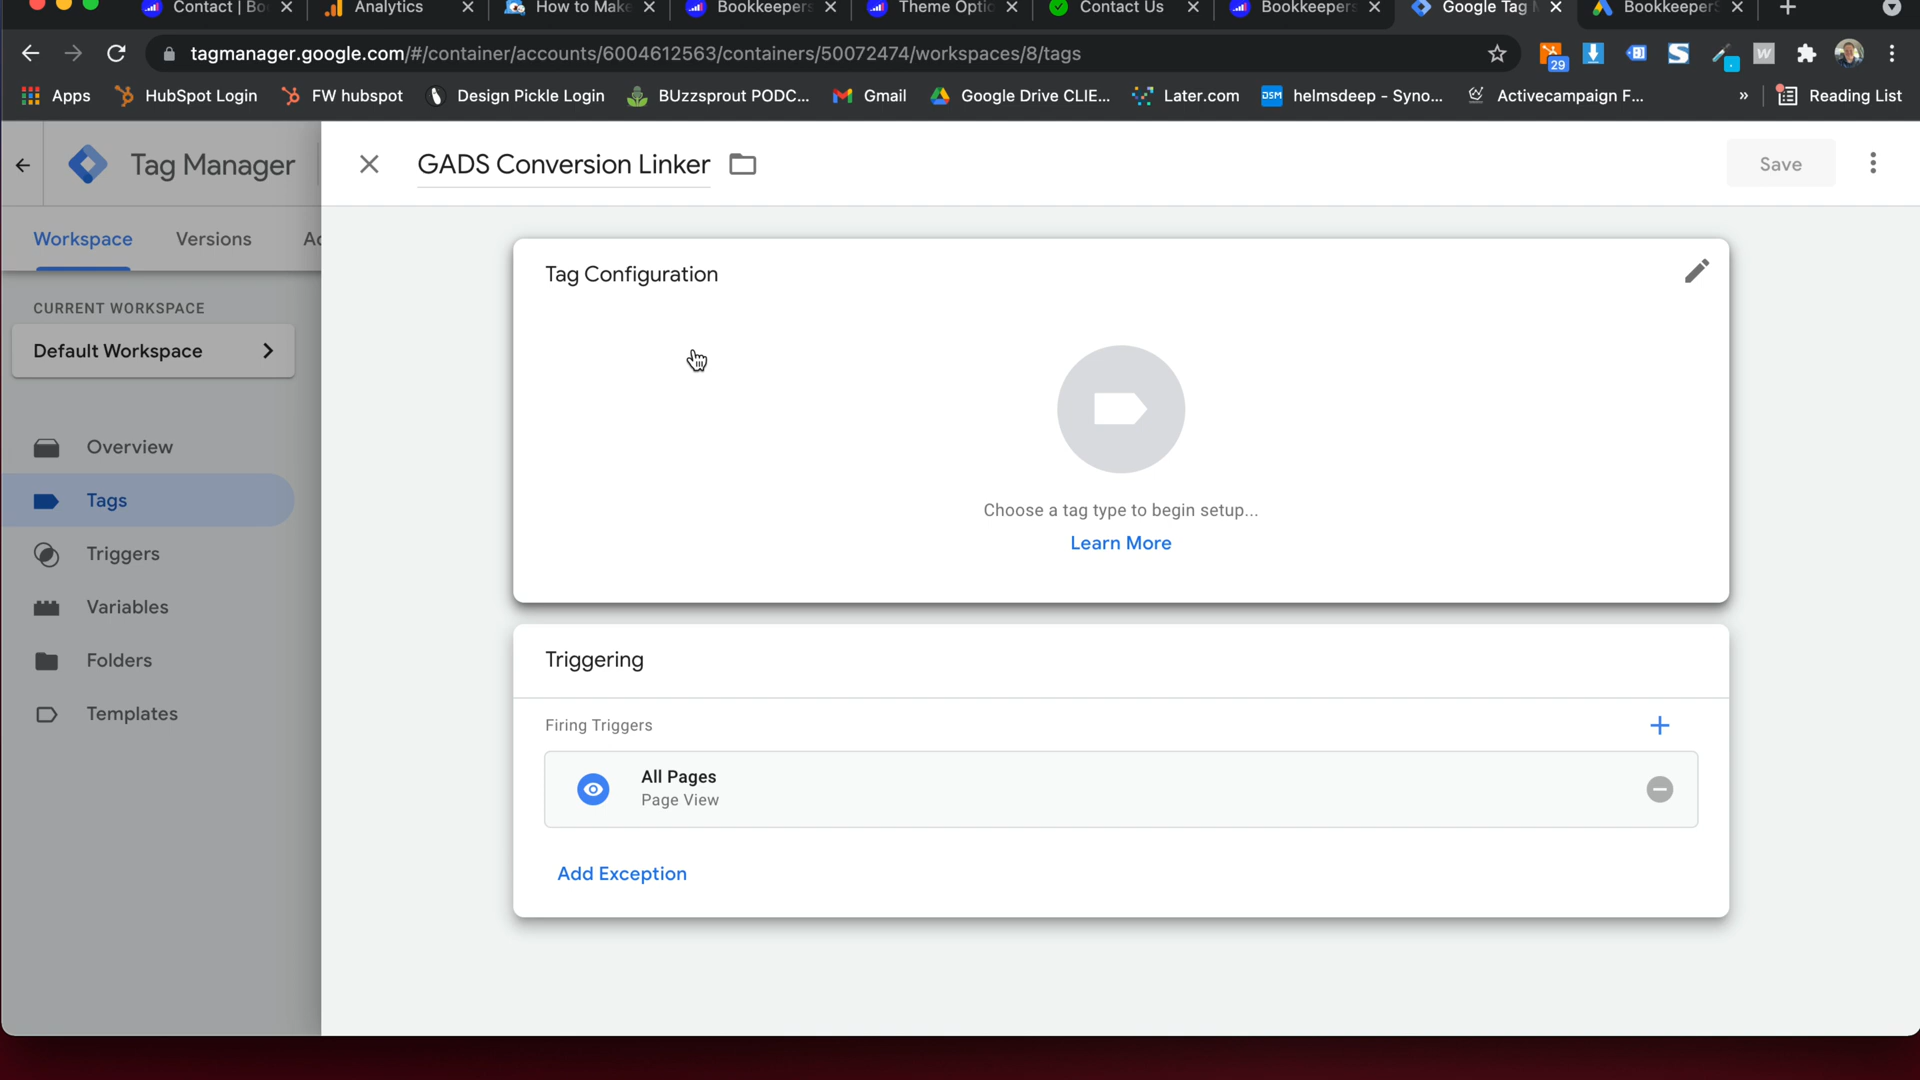 Contact | Bo
Analytics
How to Make
Bookkeepers
Theme Optio
Contact Us
Bookkeepers
Google Tag
BookkeeperS
tagmanager.google.com/#/container/accounts/6004612563/containers/50072474/workspaces/8/tags
29
W
Apps
HubSpot Login
FW hubspot
Design Pickle Login
BUzzsprout PODC...
Gmail
Google Drive CLIE...
Later.com
DSM
helmsdeep - Syno...
Activecampaign F...
»
Reading List
Tag Manager
GADS Conversion Linker
Save
Workspace
Versions
Tag Configuration
CURRENT WORKSPACE
Default Workspace
Overview
Tags
Choose a tag type to begin setup...
Learn More
Triggers
Variables
Folders
Templates
Triggering
Firing Triggers
All Pages
Page View
Add Exception